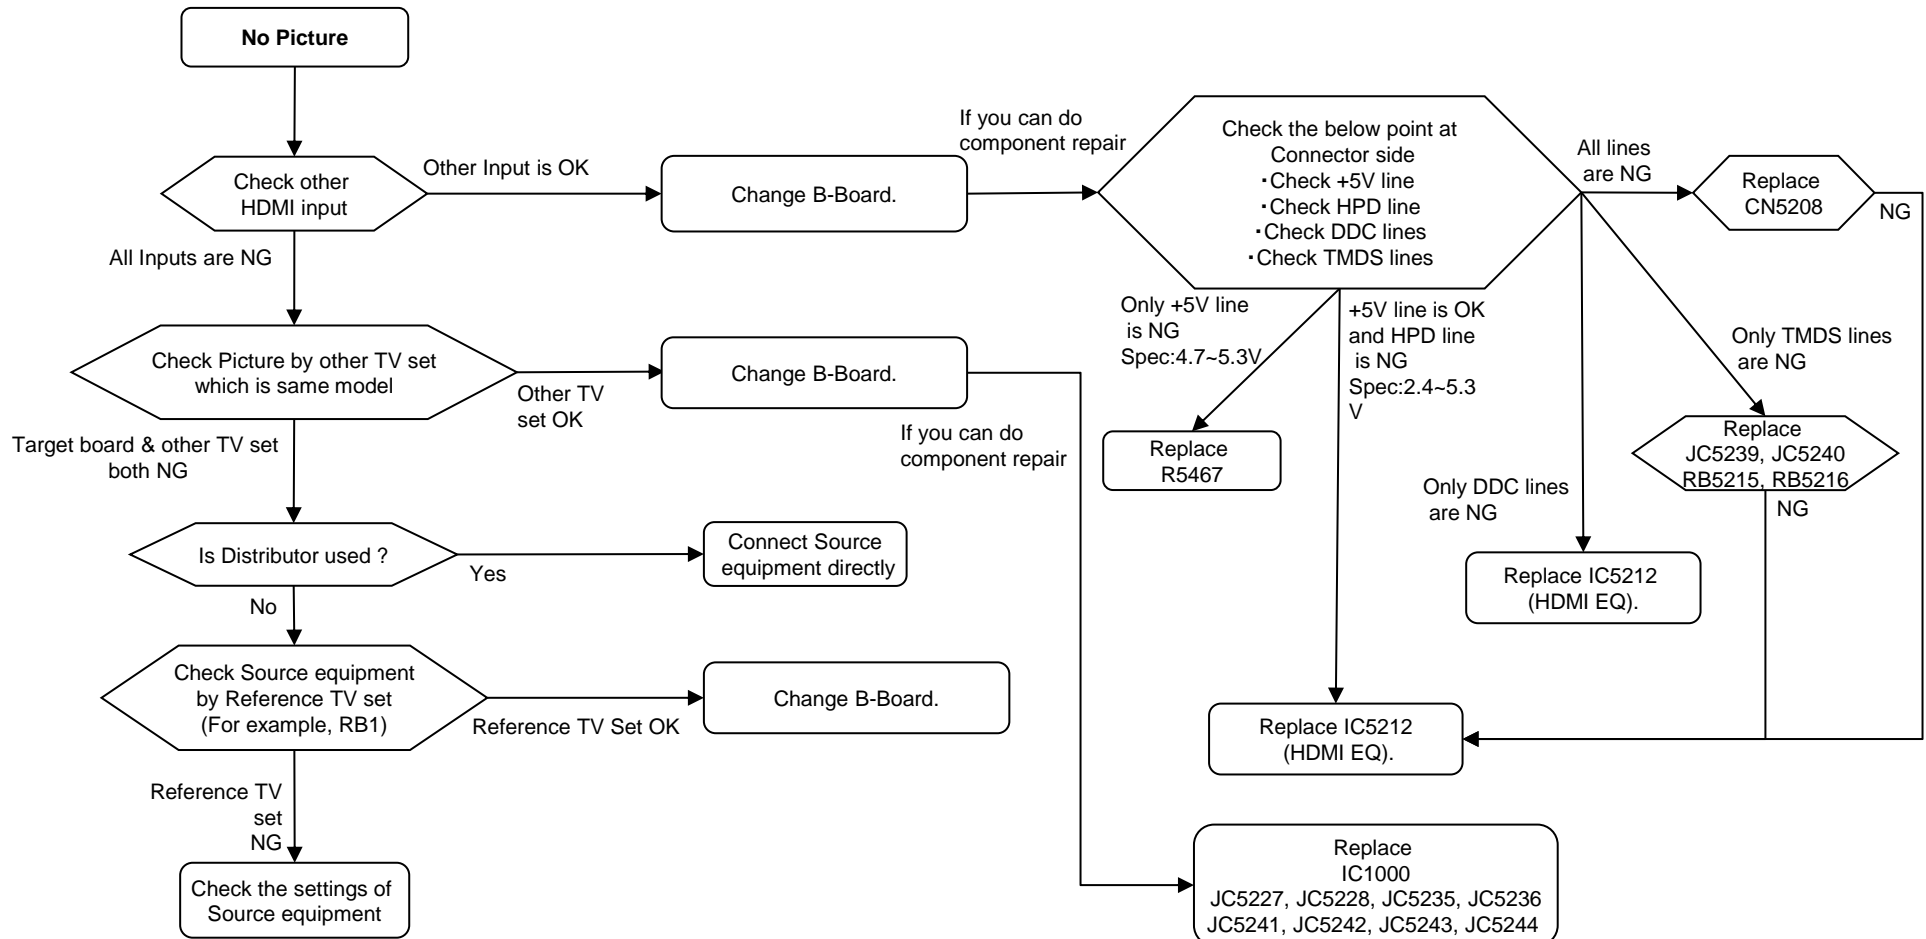 No Picture
Check other
HDMI input
Other Input is OK
Change B-Board.
If you can do
component repair
Check the below point at
Connector side
・Check +5V line
・Check HPD line
・Check DDC lines
・Check TMDS lines
All lines
are NG
Replace
CN5208
NG
All Inputs are NG
Only +5V line
is NG
Spec:4.7~5.3V
+5V line is OK
and HPD line
is NG
Spec:2.4~5.3
V
Only TMDS lines
are NG
Check Picture by other TV set
which is same model
Other TV
set OK
Change B-Board.
If you can do
component repair
Replace
R5467
Replace
JC5239, JC5240
RB5215, RB5216
NG
Only DDC lines
are NG
Target board & other TV set
both NG
Is Distributor used ?
Yes
Connect Source
equipment directly
Replace IC5212
(HDMI EQ).
No
Check Source equipment
by Reference TV set
(For example, RB1)
Reference TV Set OK
Change B-Board.
Replace IC5212
(HDMI EQ).
Reference TV
set
NG
Check the settings of
Source equipment
Replace
IC1000
JC5227, JC5228, JC5235, JC5236
JC5241, JC5242, JC5243, JC5244